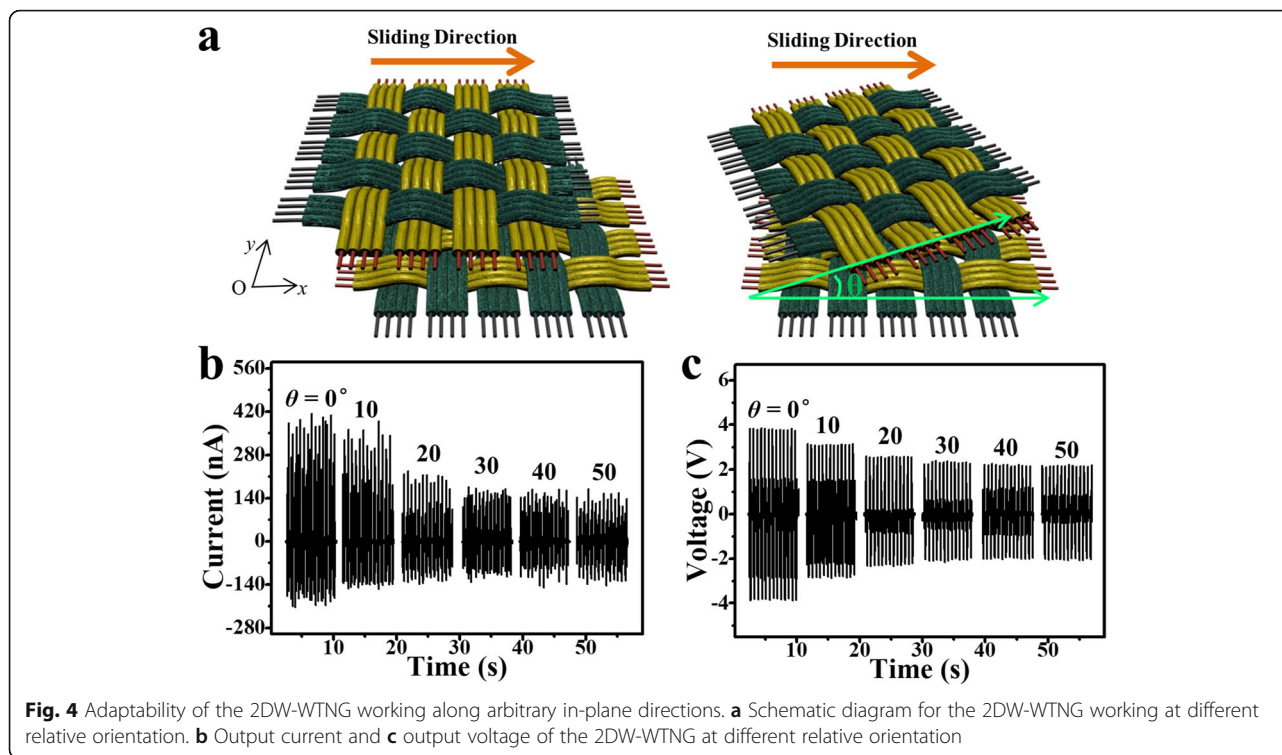 a
Sliding Direction
Sliding Direction
y
O
x
θ
b
560
420
280
140
0
-140
-280
Current (nA)
θ = 0°
10
20
30
40
50
10
20
30
40
50
Time (s)
c
6
4
2
0
-2
-4
Voltage (V)
θ = 0°
10
20
30
40
50
10
20
30
40
50
Time (s)
Fig. 4 Adaptability of the 2DW-WTNG working along arbitrary in-plane directions. a Schematic diagram for the 2DW-WTNG working at different
relative orientation. b Output current and c output voltage of the 2DW-WTNG at different relative orientation